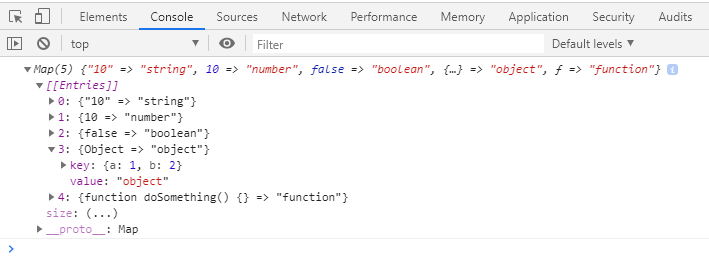 Elements Console Sources Network Performance Memory Application Security Audits
top Filter Default levels
Map(5) {"10" => "string", 10 => "number", false => "boolean", {…} => "object", ƒ => "function"} i
[[Entries]]
0: {"10" => "string"}
1: {10 => "number"}
2: {false => "boolean"}
3: {Object => "object"}
key: {a: 1, b: 2}
value: "object"
4: {function doSomething() {} => "function"}
size: (...)
__proto__: Map